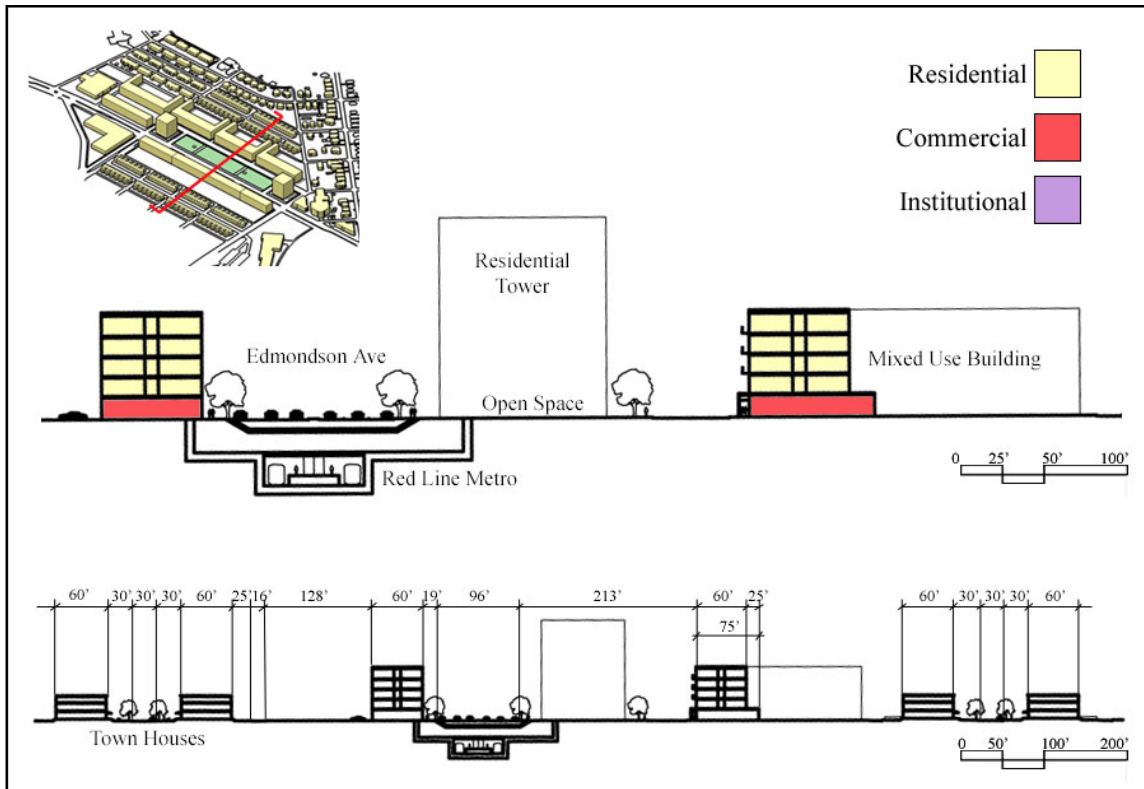 Residential
Commercial
Institutional
Residential
Tower
Edmondson Ave
Mixed Use Building
Open Space
Red Line Metro
0 25' 50' 100'
60' 30' 30' 30' 60' 25' 16' 128' 60' 19' 96' 213' 60' 25' 60' 30' 30' 30' 60'
75'
Town Houses
0 50' 100' 200'